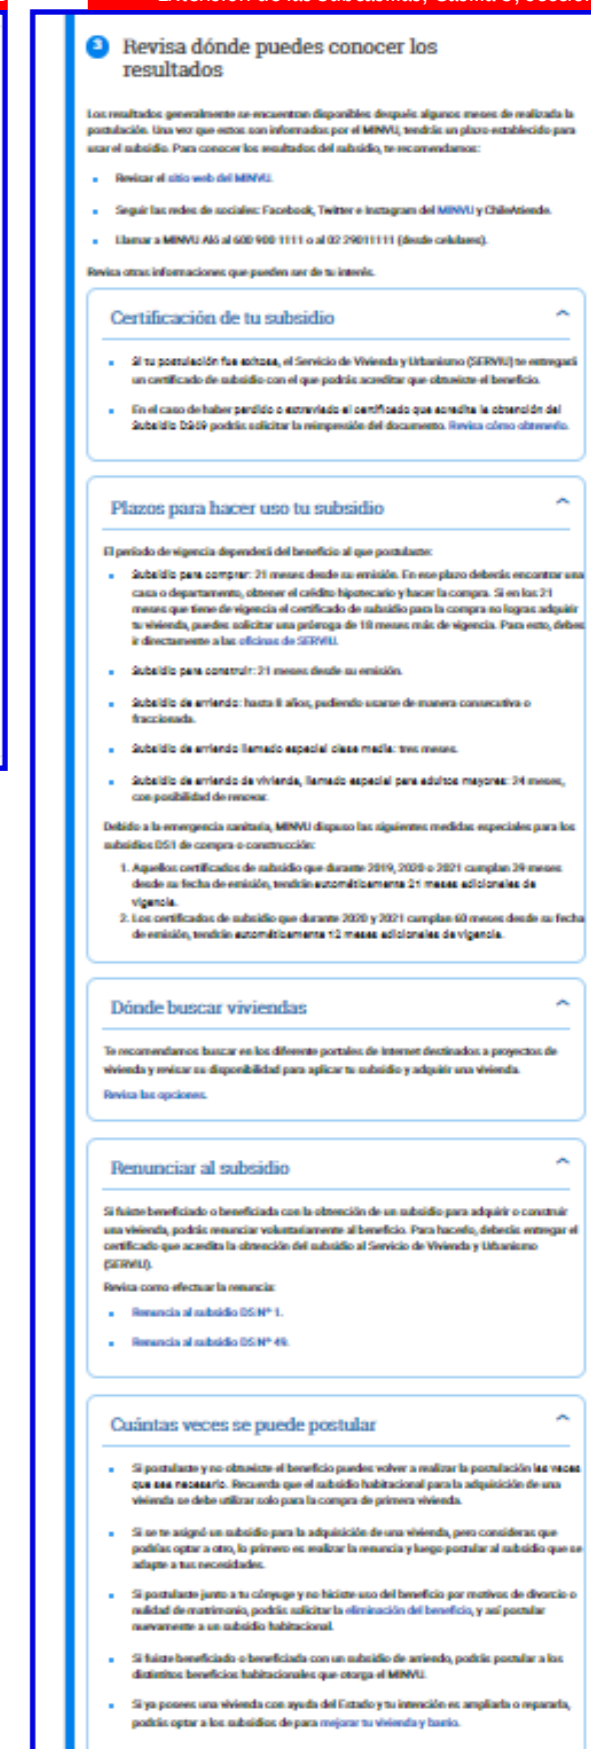 3 Revisa dónde puedes conocer los
resultados
Los resultados generalmente se encuentran disponibles después algunos meses de realizada la
postulación. Una vez que estos son informados por el MINVU, tendrás un plazo establecido para
usar el subsidio. Para conocer los resultados del subsidio, te recomendamos:
Revisar el sitio web del MINVU.
Seguir las redes de sociales: Facebook, Twitter e Instagram del MINVU y ChileAtiende.
Llamar a MINVU Aló al 600 900 1111 o al 02 29011111 (desde celulares).
Revisa otras informaciones que pueden ser de tu interés.
Certificación de tu subsidio
Si tu postulación fue exitosa, el Servicio de Vivienda y Urbanismo (SERVIU) te entregará
un certificado de subsidio con el que podrás acreditar que obtuviste el beneficio.
En el caso de haber perdido o extraviado el certificado que acredita la obtención del
Subsidio DS49 podrás solicitar la reimpresión del documento. Revisa cómo obtenerlo.
Plazos para hacer uso tu subsidio
El período de vigencia dependerá del beneficio al que postulaste:
Subsidio para comprar: 21 meses desde su emisión. En ese plazo deberás encontrar una
casa o departamento, obtener el crédito hipotecario y hacer la compra. Si en los 21
meses que tiene de vigencia el certificado de subsidio para la compra no logras adquirir
tu vivienda, puedes solicitar una prórroga de 18 meses más de vigencia. Para esto, debes
ir directamente a las oficinas de SERVIU.
Subsidio para construir: 21 meses desde su emisión.
Subsidio de arriendo: hasta 8 años, pudiendo usarse de manera consecutiva o
fraccionada.
Subsidio de arriendo llamado especial clase media: tres meses.
Subsidio de arriendo de vivienda, llamado especial para adultos mayores: 24 meses,
con posibilidad de renovar.
Debido a la emergencia sanitaria, MINVU dispuso las siguientes medidas especiales para los
subsidios DS1 de compra o construcción:
1. Aquellos certificados de subsidio que durante 2019, 2020 o 2021 cumplan 39 meses
desde su fecha de emisión, tendrán automáticamente 21 meses adicionales de
vigencia.
2. Los certificados de subsidio que durante 2020 y 2021 cumplan 60 meses desde su fecha
de emisión, tendrán automáticamente 12 meses adicionales de vigencia.
Dónde buscar viviendas
Te recomendamos buscar en los diferente portales de Internet destinados a proyectos de
vivienda y revisar su disponibilidad para aplicar tu subsidio y adquirir una vivienda.
Revisa las opciones.
Renunciar al subsidio
Si fuiste beneficiado o beneficiada con la obtención de un subsidio para adquirir o construir
una vivienda, podrás renunciar voluntariamente al beneficio. Para hacerlo, deberás entregar el
certificado que acredita la obtención del subsidio al Servicio de Vivienda y Urbanismo
(SERVIU).
Revisa como efectuar la renuncia:
Renuncia al subsidio DS Nº 1.
Renuncia al subsidio DS Nº 49.
Cuántas veces se puede postular
Si postulaste y no obtuviste el beneficio puedes volver a realizar la postulación las veces
que sea necesario. Recuerda que el subsidio habitacional para la adquisición de una
vivienda se debe utilizar solo para la compra de primera vivienda.
Si se te asignó un subsidio para la adquisición de una vivienda, pero consideras que
podrías optar a otro, lo primero es realizar la renuncia y luego postular al subsidio que se
adapte a tus necesidades.
Si postulaste junto a tu cónyuge y no hiciste uso del beneficio por motivos de divorcio o
nulidad de matrimonio, podrás solicitar la eliminación del beneficio, y así postular
nuevamente a un subsidio habitacional.
Si fuiste beneficiado o beneficiada con un subsidio de arriendo, podrás postular a los
distintitos beneficios habitacionales que otorga el MINVU.
Si ya posees una vivienda con ayuda del Estado y tu intención es ampliarla o repararla,
podrás optar a los subsidios de para mejorar tu vivienda y barrio.